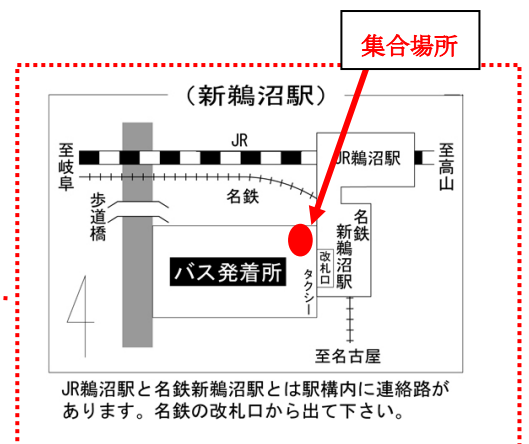 集合場所
（新鵜沼駅）
JR
JR鵜沼駅
至岐阜
至高山
名鉄
歩道橋
名鉄
新鵜沼駅
改札口
バス発着所
タクシー
至名古屋
JR鵜沼駅と名鉄新鵜沼駅とは駅構内に連絡路が
あります。名鉄の改札口から出て下さい。